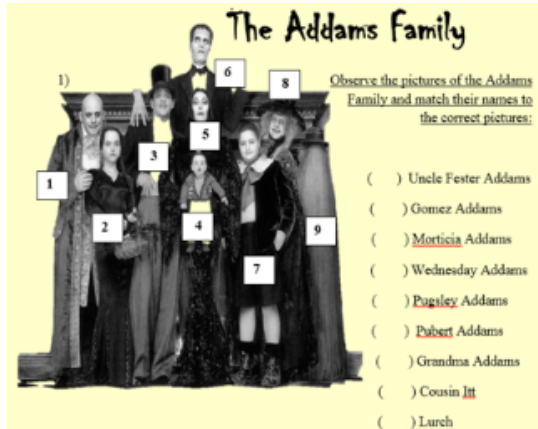 The Addams Family
1)
Observe the pictures of the Addams
Family and match their names to
the correct pictures:
6
8
5
3
1
2
4
9
7
( ) Uncle Fester Addams
( ) Gomez Addams
( ) Morticia Addams
( ) Wednesday Addams
( ) Pugsley Addams
( ) Pubert Addams
( ) Grandma Addams
( ) Cousin Itt
( ) Lurch